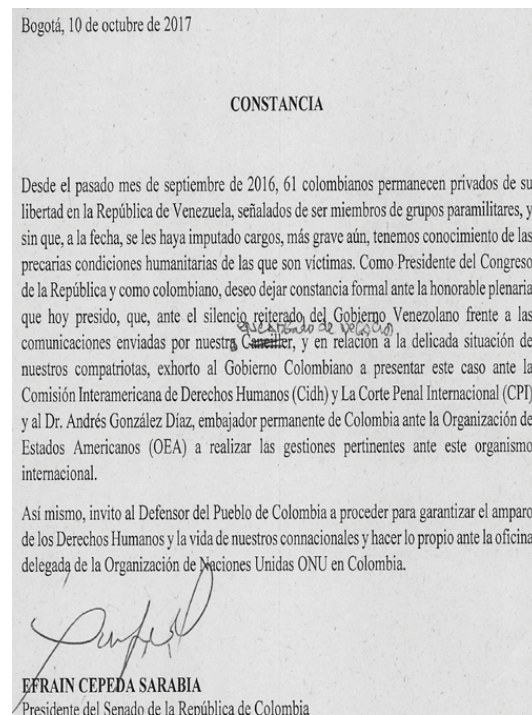 Bogotá, 10 de octubre de 2017
CONSTANCIA
Desde el pasado mes de septiembre de 2016, 61 colombianos permanecen privados de su
libertad en la República de Venezuela, señalados de ser miembros de grupos paramilitares, y
sin que, a la fecha, se les haya imputado cargos, más grave aún, tenemos conocimiento de las
precarias condiciones humanitarias de las que son víctimas. Como Presidente del Congreso
de la República y como colombiano, deseo dejar constancia formal ante la honorable plenaria
que hoy presido, que, ante el silencio reiterado del Gobierno Venezolano frente a las
encargado de negocios
comunicaciones enviadas por nuestro Canciller, y en relación a la delicada situación de
nuestros compatriotas, exhorto al Gobierno Colombiano a presentar este caso ante la
Comisión Interamericana de Derechos Humanos (Cidh) y La Corte Penal Internacional (CPI)
y al Dr. Andrés González Díaz, embajador permanente de Colombia ante la Organización de
Estados Americanos (OEA) a realizar las gestiones pertinentes ante este organismo
internacional.
Así mismo, invito al Defensor del Pueblo de Colombia a proceder para garantizar el amparo
de los Derechos Humanos y la vida de nuestros connacionales y hacer lo propio ante la oficina
delegada de la Organización de Naciones Unidas ONU en Colombia.
EFRAIN CEPEDA SARABIA
Presidente del Senado de la República de Colombia